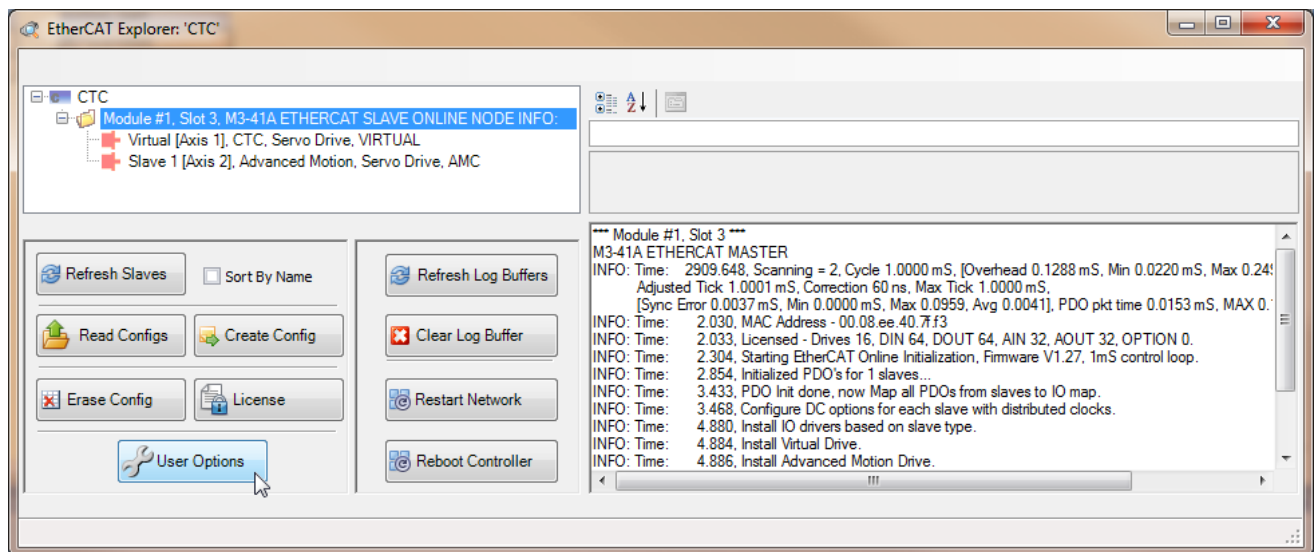 EtherCAT Explorer: 'CTC'
CTC
Module #1, Slot 3, M3-41A ETHERCAT SLAVE ONLINE NODE INFO:
Virtual [Axis 1], CTC, Servo Drive, VIRTUAL
Slave 1 [Axis 2], Advanced Motion, Servo Drive, AMC
Refresh Slaves
Sort By Name
Read Configs
Create Config
Erase Config
License
User Options
Refresh Log Buffers
Clear Log Buffer
Restart Network
Reboot Controller
*** Module #1, Slot 3 ***
M3-41A ETHERCAT MASTER
INFO: Time: 2909.648, Scanning = 2, Cycle 1.0000 mS, [Overhead 0.1288 mS, Min 0.0220 mS, Max
Adjusted Tick 1.0001 mS, Correction 60 ns, Max Tick 1.0000 mS,
[Sync Error 0.0037 mS, Min 0.0000 mS, Max 0.0959, Avg 0.0041], PDO pkt time 0.0153 mS, MAX
INFO: Time: 2.030, MAC Address - 00.08.ee.40.7f.f3
INFO: Time: 2.033, Licensed - Drives 16, DIN 64, DOUT 64, AIN 32, AOUT 32, OPTION 0.
INFO: Time: 2.304, Starting EtherCAT Online Initialization, Firmware V1.27, 1mS control loop.
INFO: Time: 2.854, Initialized PDO's for 1 slaves...
INFO: Time: 3.433, PDO Init done, now Map all PDOs from slaves to IO map.
INFO: Time: 3.468, Configure DC options for each slave with distributed clocks.
INFO: Time: 4.880, Install IO drivers based on slave type.
INFO: Time: 4.884, Install Virtual Drive.
INFO: Time: 4.886, Install Advanced Motion Drive.